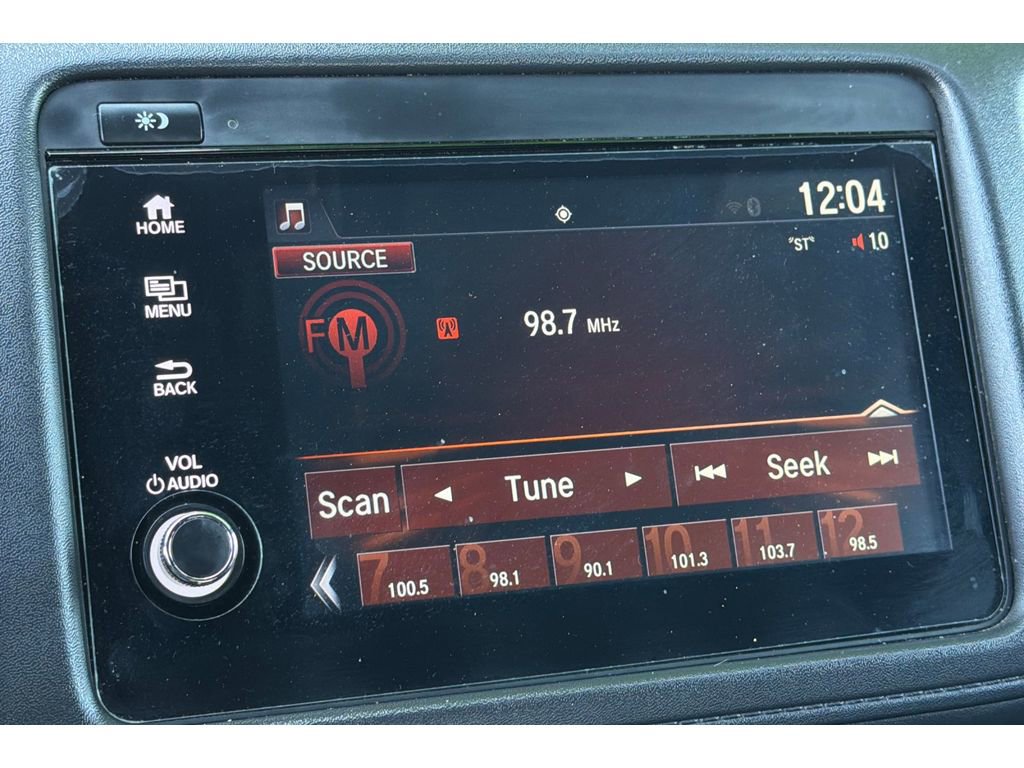 12:04
HOME
"ST"
10
SOURCE
MENU
FM
98.7 MHz
BACK
VOL
AUDIO
Scan
Tune
Seek
7 100.5
8 98.1
9 90.1
10 101.3
11 103.7
12 98.5